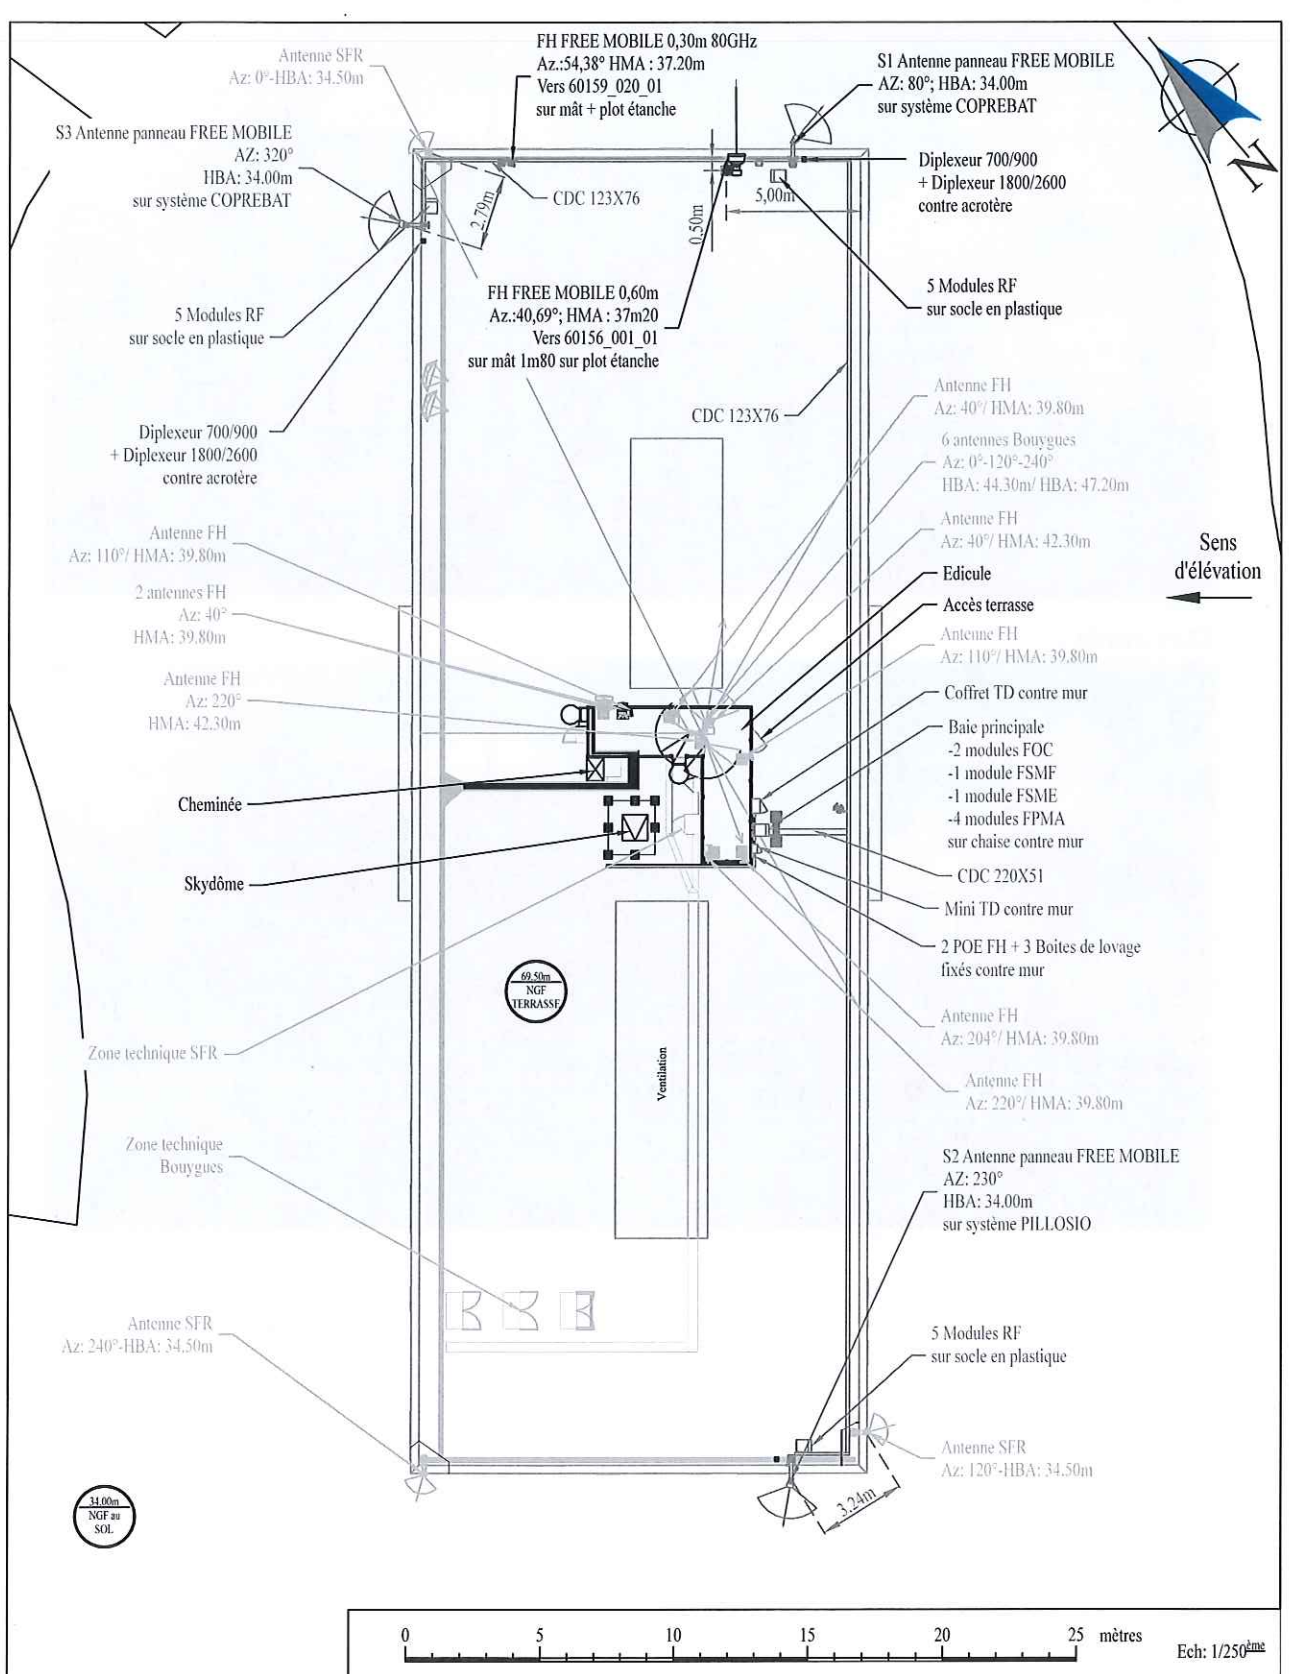 Antenne SFR
Az: 0°-HBA: 34.50m
FH FREE MOBILE 0,30m 80GHz
Az.:54,38° HMA : 37.20m
Vers 60159_020_01
sur mât + plot étanche
S1 Antenne panneau FREE MOBILE
AZ: 80°; HBA: 34.00m
sur système COPREBAT
N
S3 Antenne panneau FREE MOBILE
AZ: 320°
HBA: 34.00m
sur système COPREBAT
CDC 123X76
2.79m
0.50m
5,00m
Diplexeur 700/900
+ Diplexeur 1800/2600
contre acrotère
5 Modules RF
sur socle en plastique
FH FREE MOBILE 0,60m
Az.:40,69°; HMA : 37m20
Vers 60156_001_01
sur mât 1m80 sur plot étanche
5 Modules RF
sur socle en plastique
Diplexeur 700/900
+ Diplexeur 1800/2600
contre acrotère
CDC 123X76
Antenne FH
Az: 40°/ HMA: 39.80m
6 antennes Bouygues
Az: 0°-120°-240°
HBA: 44.30m/ HBA: 47.20m
Antenne FH
Az: 40°/ HMA: 42.30m
Sens
d'élévation
Antenne FH
Az: 110°/ HMA: 39.80m
2 antennes FH
Az: 40°
HMA: 39.80m
Antenne FH
Az: 220°
HMA: 42.30m
Edicule
Accès terrasse
Antenne FH
Az: 110°/ HMA: 39.80m
Coffret TD contre mur
Baie principale
-2 modules FOC
-1 module FSMF
-1 module FSME
-4 modules FPMA
sur chaise contre mur
Cheminée
Skydôme
CDC 220X51
Mini TD contre mur
2 POE FH + 3 Boites de lovage
fixés contre mur
69.50m
NGF
TERRASSE
Zone technique SFR
Ventilation
Antenne FH
Az: 204°/ HMA: 39.80m
Antenne FH
Az: 220°/ HMA: 39.80m
Zone technique
Bouygues
S2 Antenne panneau FREE MOBILE
AZ: 230°
HBA: 34.00m
sur système PILLOSIO
Antenne SFR
Az: 240°-HBA: 34.50m
5 Modules RF
sur socle en plastique
Antenne SFR
Az: 120°-HBA: 34.50m
3.24m
34.00m
NGF au
SOL
0 5 10 15 20 25 mètres
Ech: 1/250ème